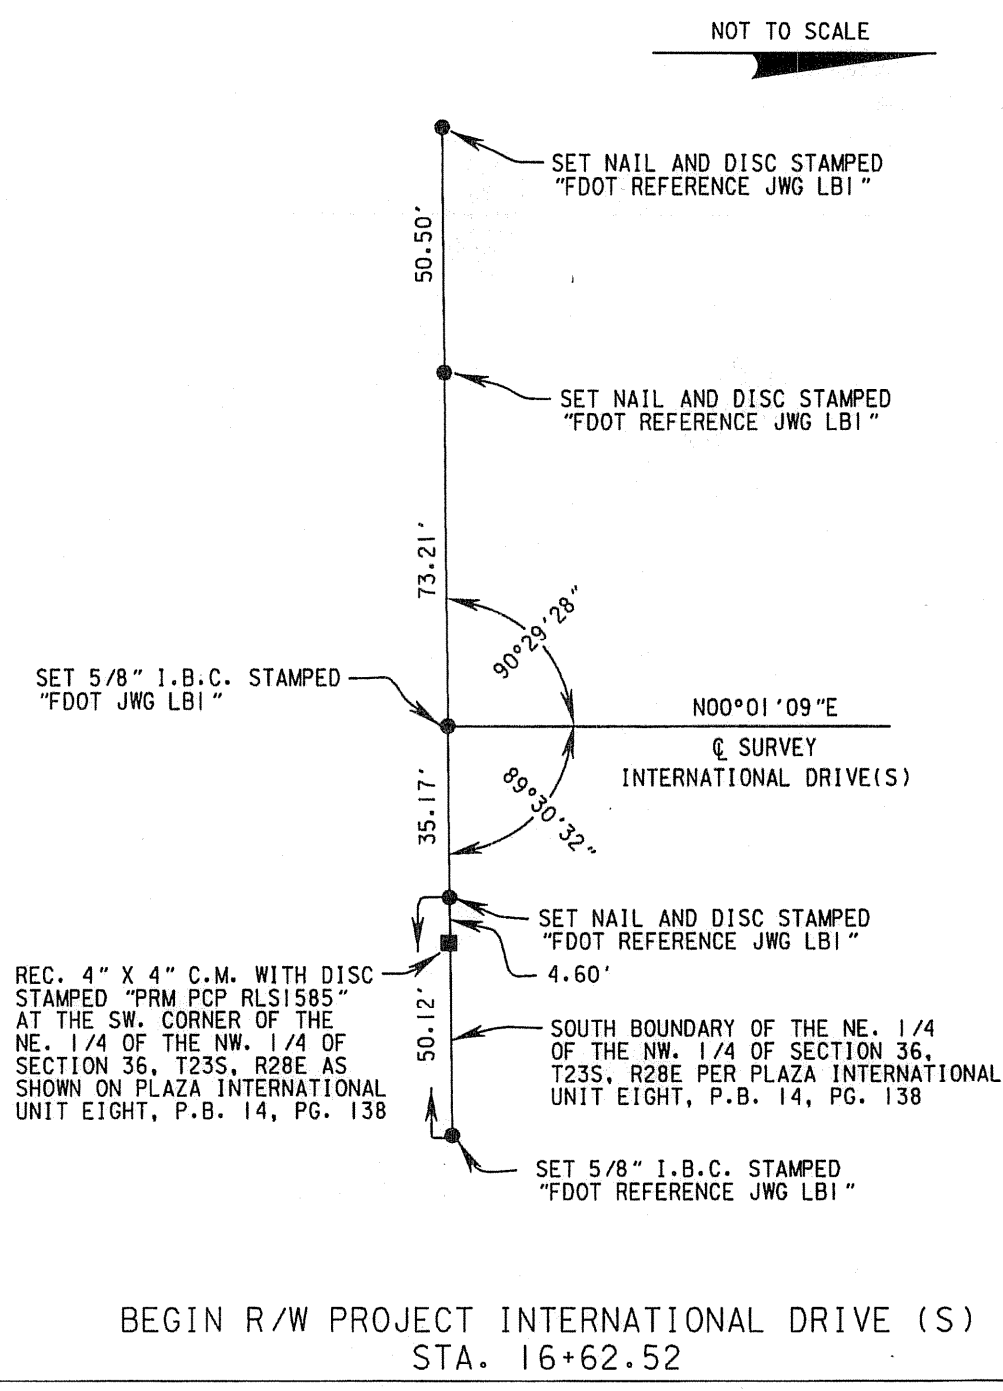 NOT TO SCALE
SET NAIL AND DISC STAMPED
"FDOT REFERENCE JWG LB1"
50.50'
SET NAIL AND DISC STAMPED
"FDOT REFERENCE JWG LB1"
73.21'
90°29'28"
SET 5/8" I.B.C. STAMPED
"FDOT JWG LB1"
N00°01'09"E
℄ SURVEY
INTERNATIONAL DRIVE(S)
89°30'32"
35.17'
SET NAIL AND DISC STAMPED
"FDOT REFERENCE JWG LB1"
4.60'
REC. 4" X 4" C.M. WITH DISC
STAMPED "PRM PCP RLS1585"
AT THE SW. CORNER OF THE
NE. 1/4 OF THE NW. 1/4 OF
SECTION 36, T23S, R28E AS
SHOWN ON PLAZA INTERNATIONAL
UNIT EIGHT, P.B. 14, PG. 138
50.12'
SOUTH BOUNDARY OF THE NE. 1/4
OF THE NW. 1/4 OF SECTION 36,
T23S, R28E PER PLAZA INTERNATIONAL
UNIT EIGHT, P.B. 14, PG. 138
SET 5/8" I.B.C. STAMPED
"FDOT REFERENCE JWG LB1"
BEGIN R/W PROJECT INTERNATIONAL DRIVE (S)
STA. 16+62.52